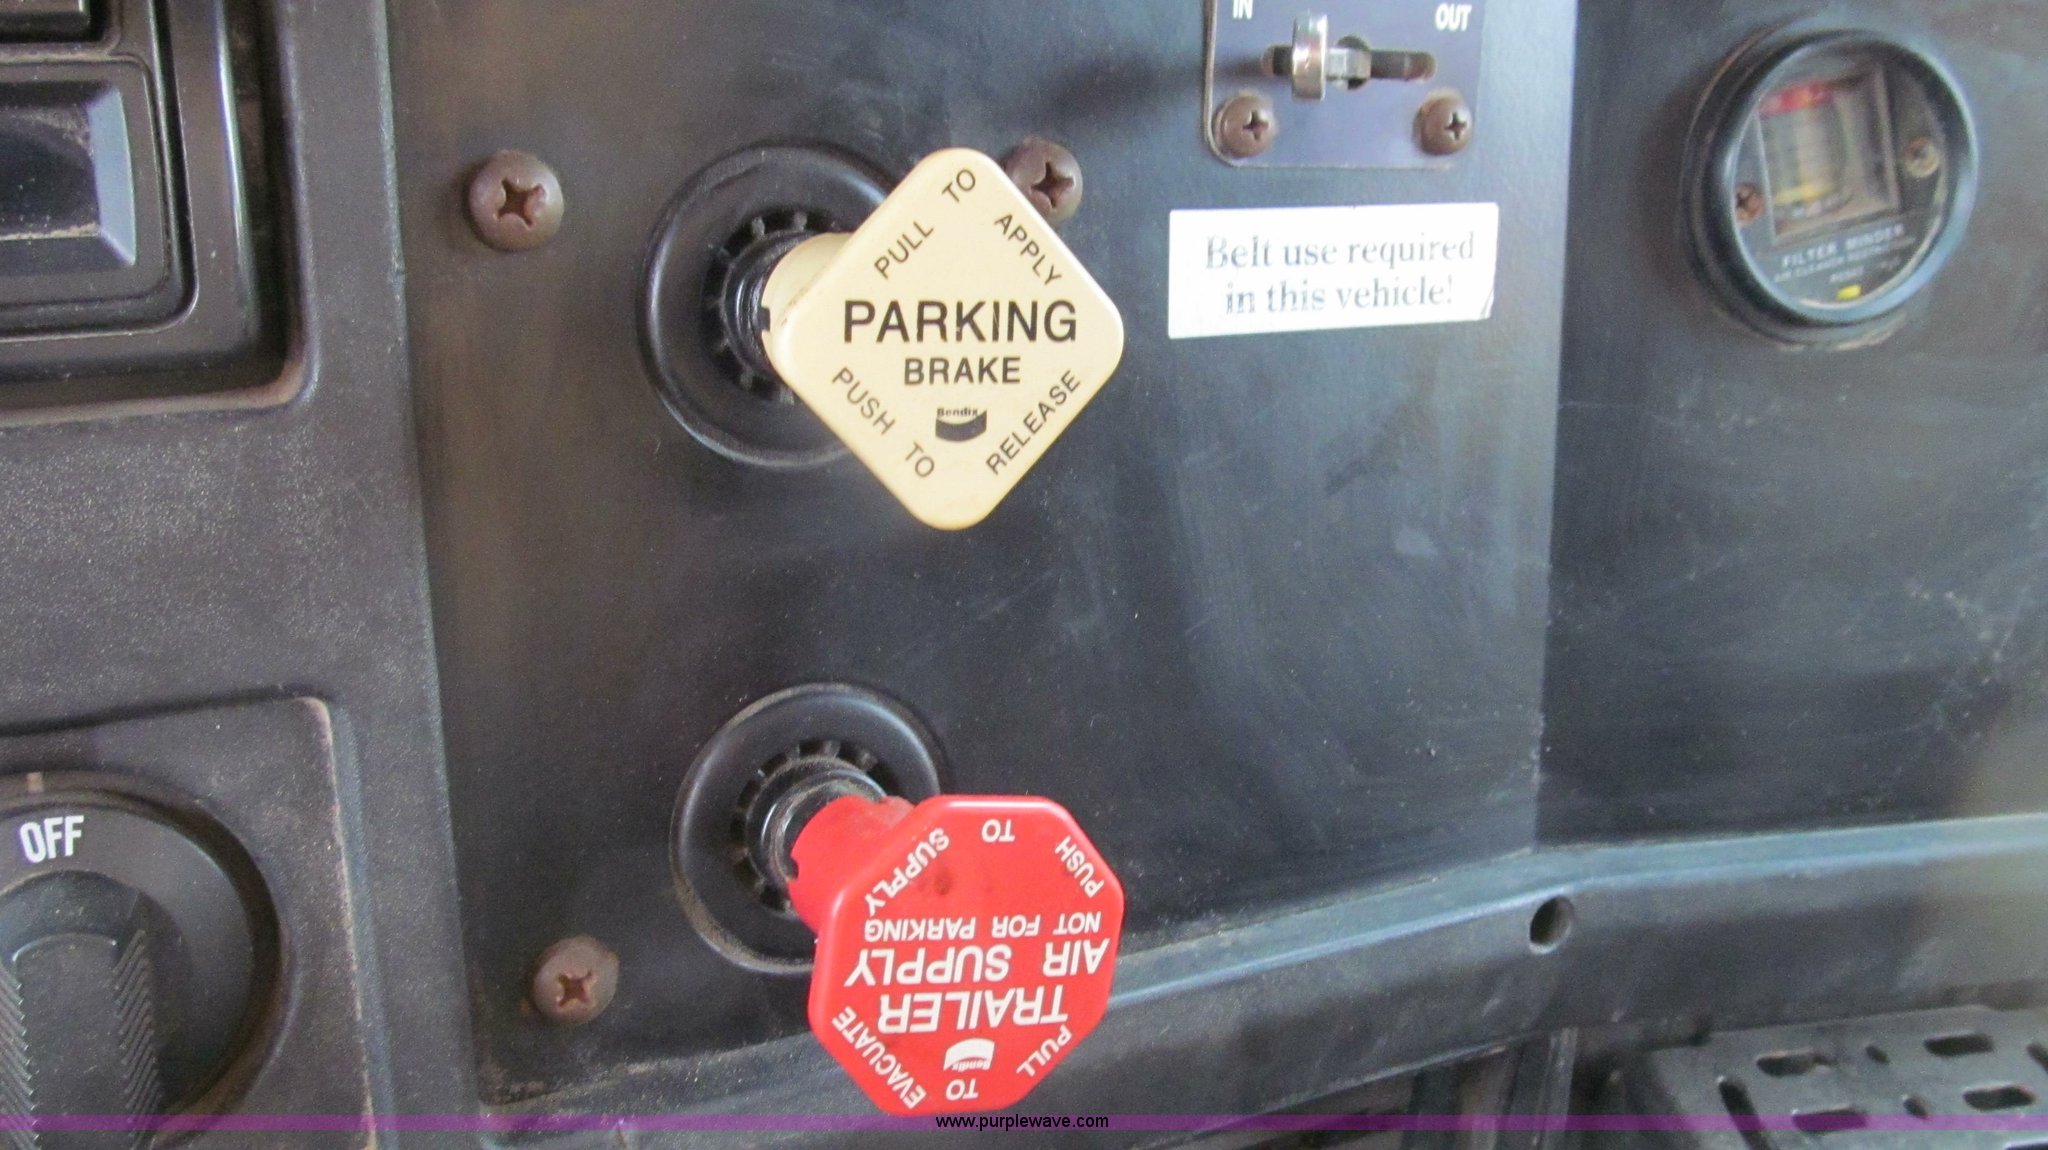 IN
OUT
PULL TO APPLY
PARKING
BRAKE
Bendix
PUSH TO RELEASE
Belt use required
in this vehicle!
FILTER MINDER
OFF
PULL TO EVACUATE
Bendix
TRAILER
AIR SUPPLY
NOT FOR PARKING
PUSH TO SUPPLY
www.purplewave.com